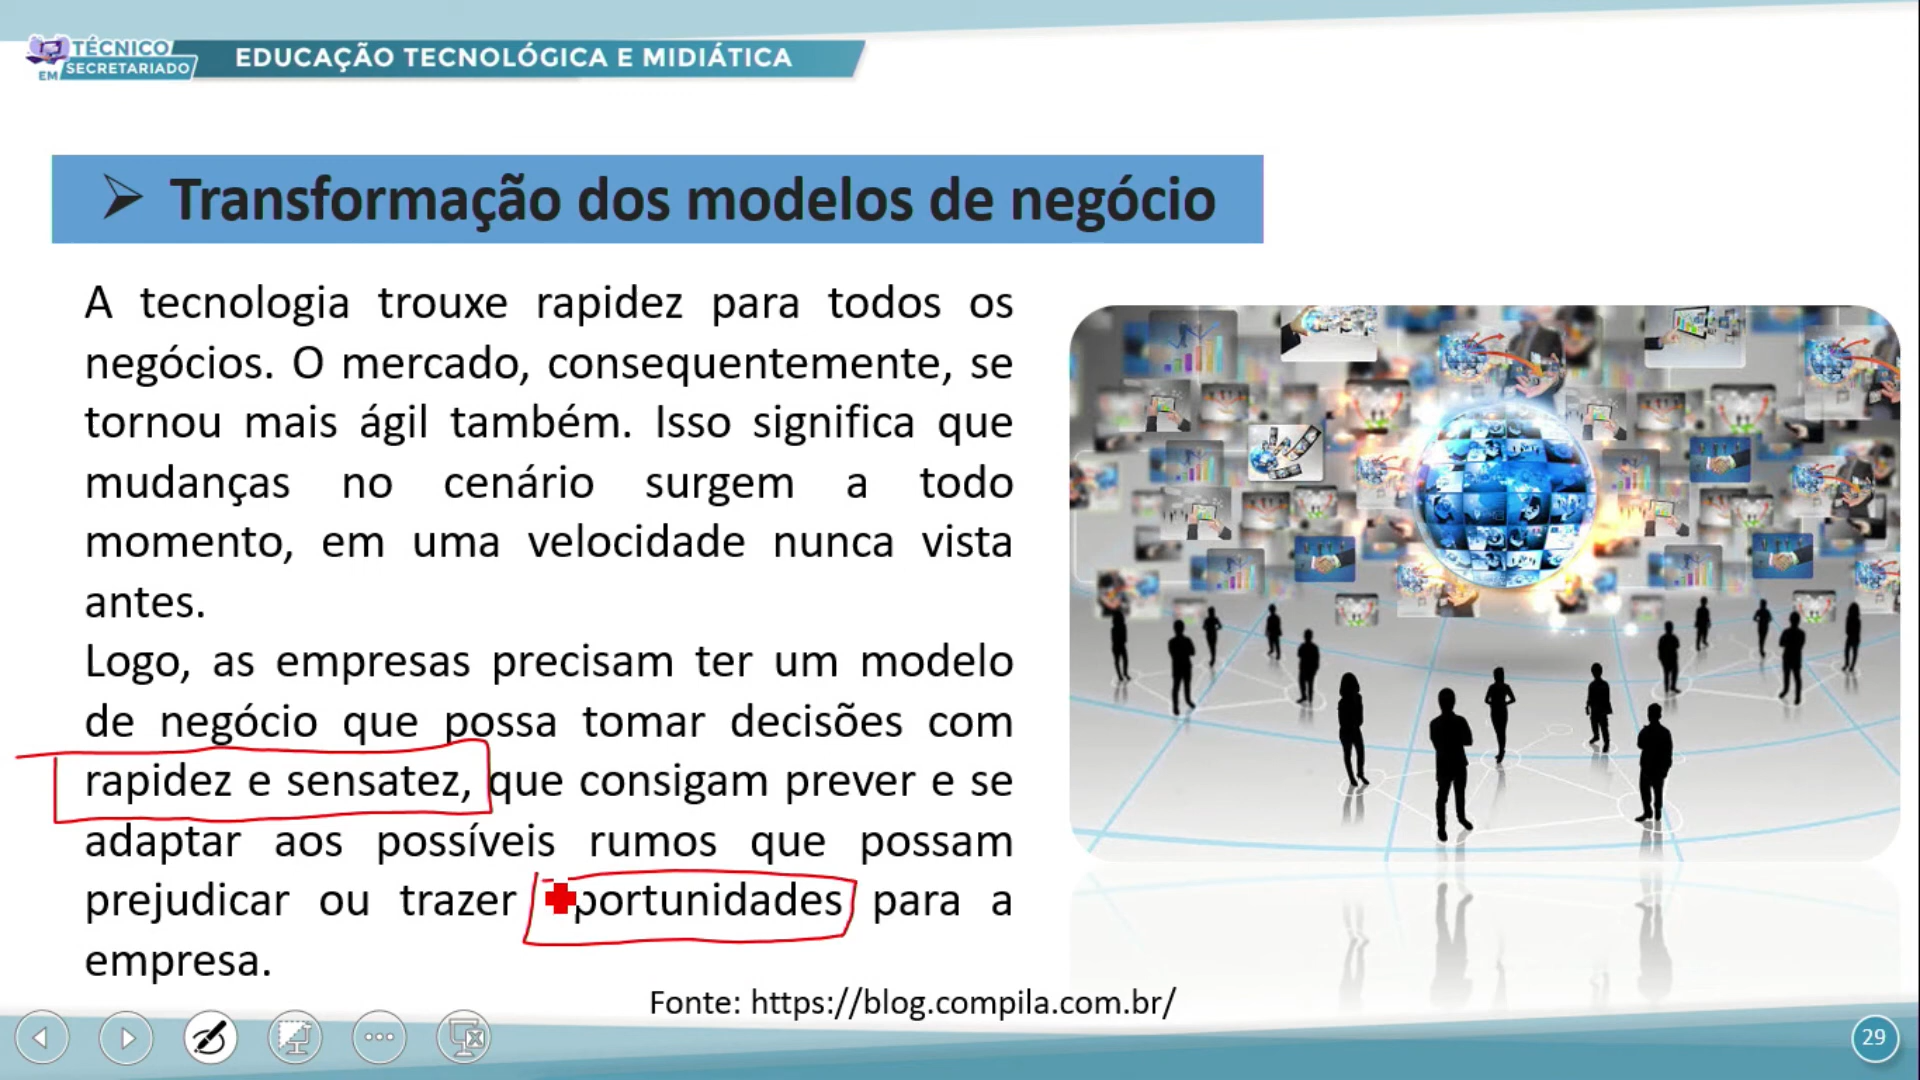 TÉCNICO
EM SECRETARIADO
EDUCAÇÃO TECNOLÓGICA E MIDIÁTICA
Transformação dos modelos de negócio
A tecnologia trouxe rapidez para todos os
negócios. O mercado, consequentemente, se
tornou mais ágil também. Isso significa que
mudanças no cenário surgem a todo
momento, em uma velocidade nunca vista
antes.
Logo, as empresas precisam ter um modelo
de negócio que possa tomar decisões com
rapidez e sensatez, que consigam prever e se
adaptar aos possíveis rumos que possam
prejudicar ou trazer oportunidades para a
empresa.
Fonte: https://blog.compila.com.br/
29